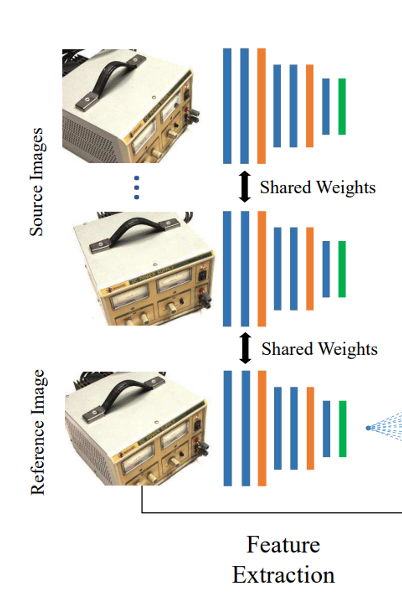 Source Images
Shared Weights
Shared Weights
Reference Image
Feature
Extraction